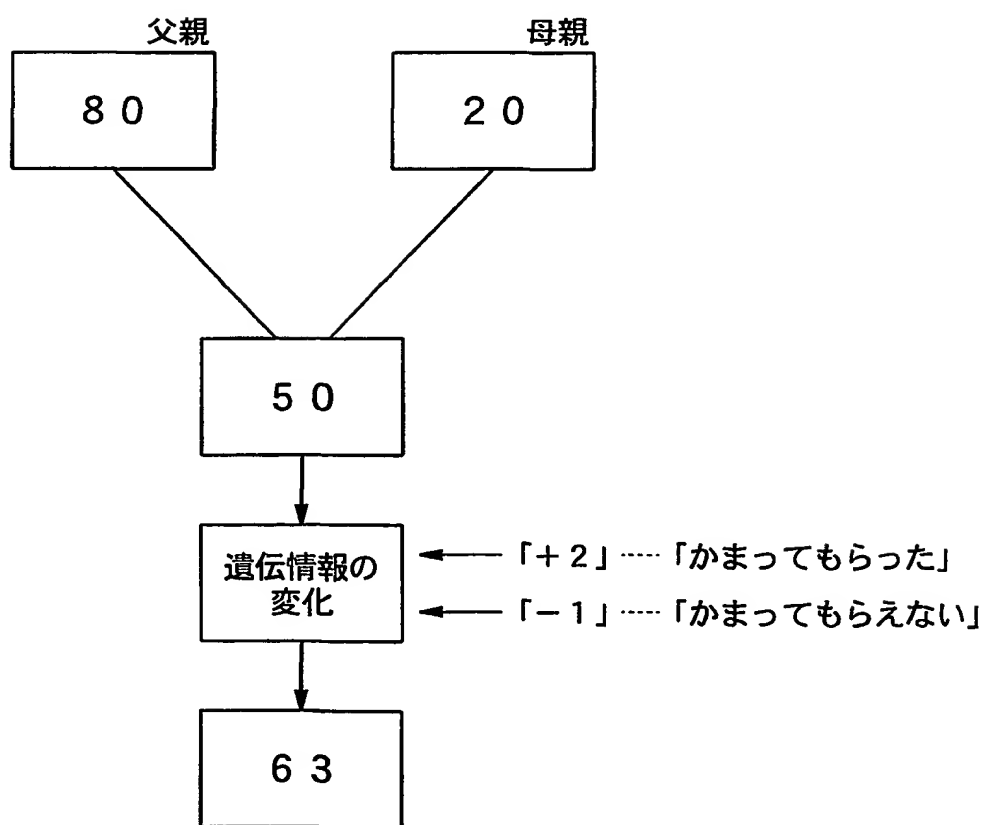 父親
母親
80
20
50
遺伝情報の
変化
「+2」……「かまってもらった」
「-1」……「かまってもらえない」
63